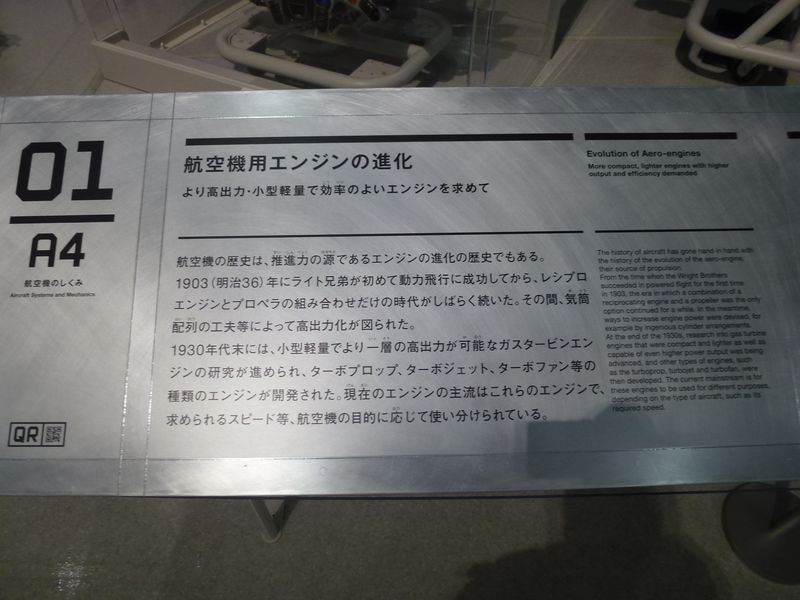 01
A4
航空機のしくみ
Aircraft Systems and Mechanics
QR
航空機用エンジンの進化
より高出力・小型軽量で効率のよいエンジンを求めて
航空機の歴史は、推進力の源であるエンジンの進化の歴史でもある。
1903（明治36）年にライト兄弟が初めて動力飛行に成功してから、レシプロ
エンジンとプロペラの組み合わせだけの時代がしばらく続いた。その間、気筒
配列の工夫等によって高出力化が図られた。
1930年代末には、小型軽量でより一層の高出力が可能なガスタービンエン
ジンの研究が進められ、ターボプロップ、ターボジェット、ターボファン等の
種類のエンジンが開発された。現在のエンジンの主流はこれらのエンジンで、
求められるスピード等、航空機の目的に応じて使い分けられている。
Evolution of Aero-engines
More compact, lighter engines with higher
output and efficiency demanded
The history of aircraft has gone hand in hand with
the history of the evolution of the aero-engine,
their source of propulsion.
From the time when the Wright Brothers
succeeded in powered flight for the first time
in 1903, the era in which a combination of a
reciprocating engine and a propeller was the only
option continued for a while. In the meantime,
ways to increase engine power were devised, for
example by ingenious cylinder arrangements.
At the end of the 1930s, research into gas turbine
engines that were compact and lighter as well as
capable of even higher power output was being
advanced, and other types of engines, such
as the turboprop, turbojet and turbofan, were
then developed. The current mainstream is for
these engines to be used for different purposes,
depending on the type of aircraft, such as its
required speed.